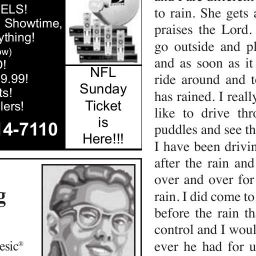 ELS!
Showtime,
ything!
ow)
9.99!
ts!
lers!
4-7110
NFL
Sunday
Ticket
is
Here!!!
g
esic®
to rain. She gets
praises the Lord.
go outside and pl
and as soon as it
ride around and t
has rained. I really
like to drive thro
puddles and see th
I have been drivin
after the rain and
over and over for
rain. I did come to
before the rain th
control and I woul
ever he had for u